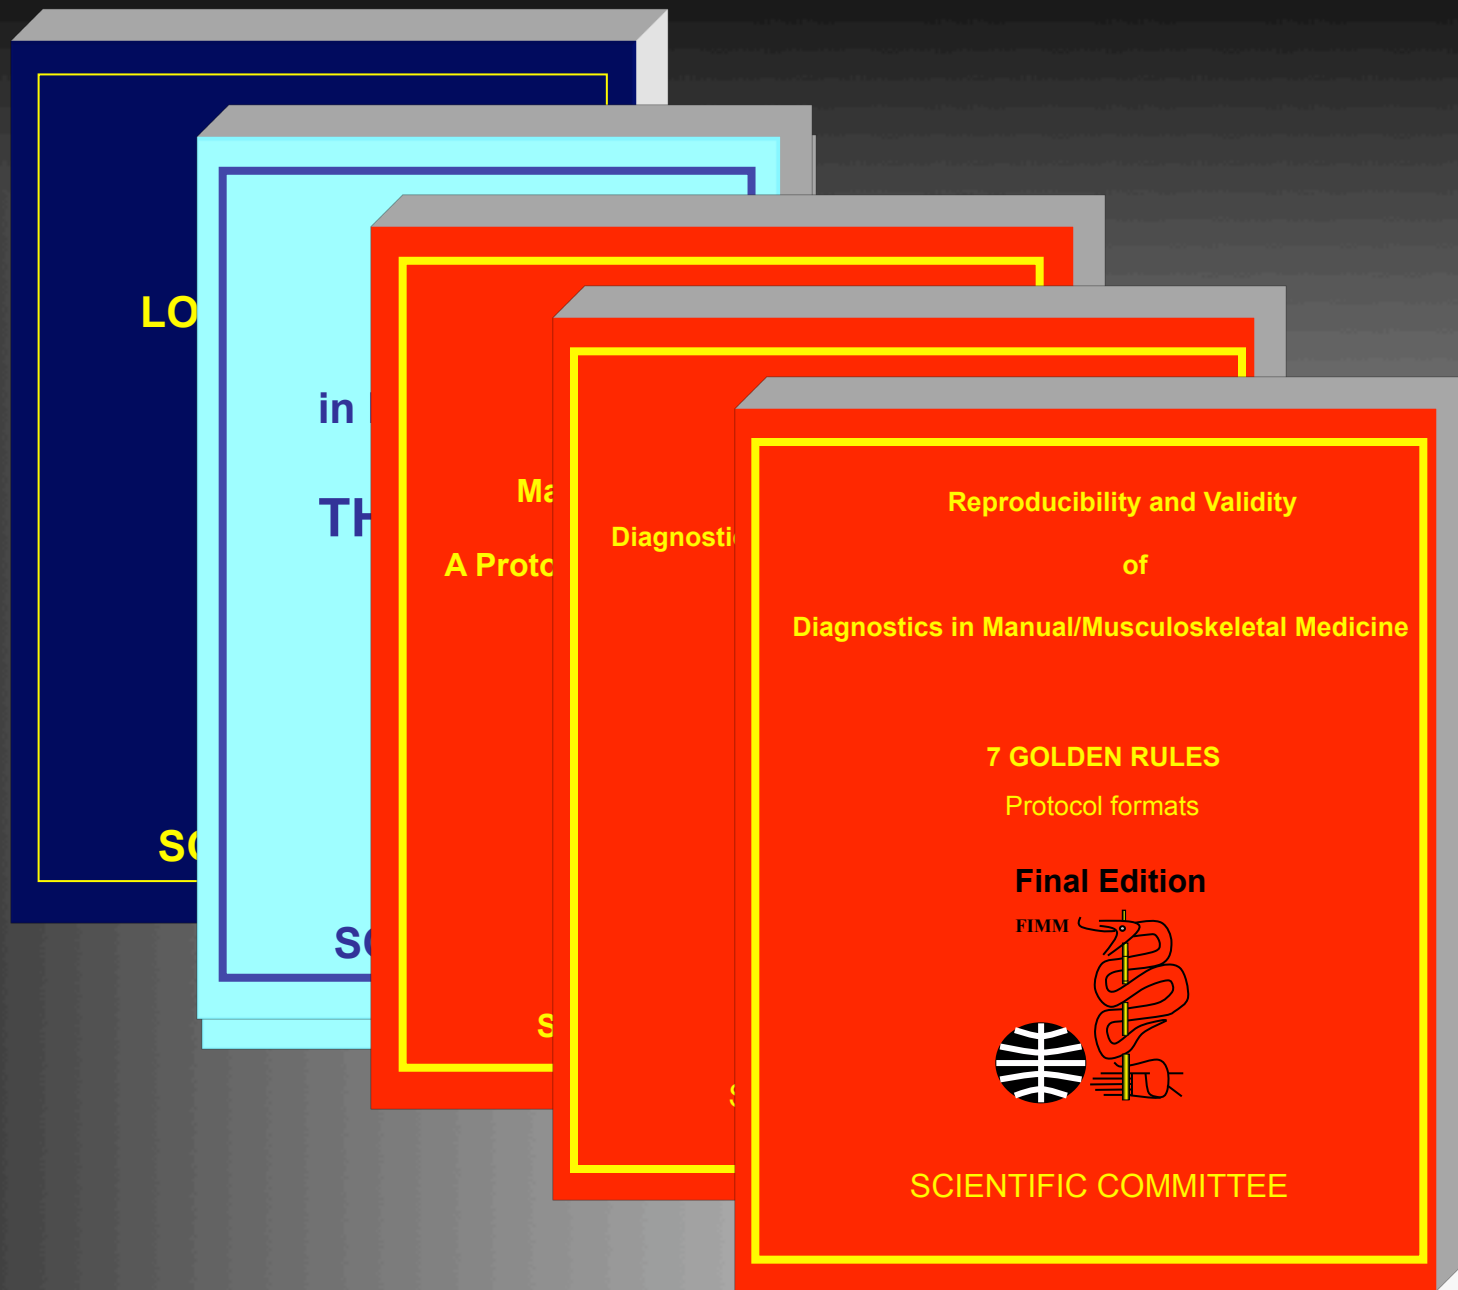 LO
SC
in
TH
SC
Ma
A Proto
S
Diagnosti
S
Reproducibility and Validity
of
Diagnostics in Manual/Musculoskeletal Medicine
7 GOLDEN RULES
Protocol formats
Final Edition
FIMM
SCIENTIFIC COMMITTEE